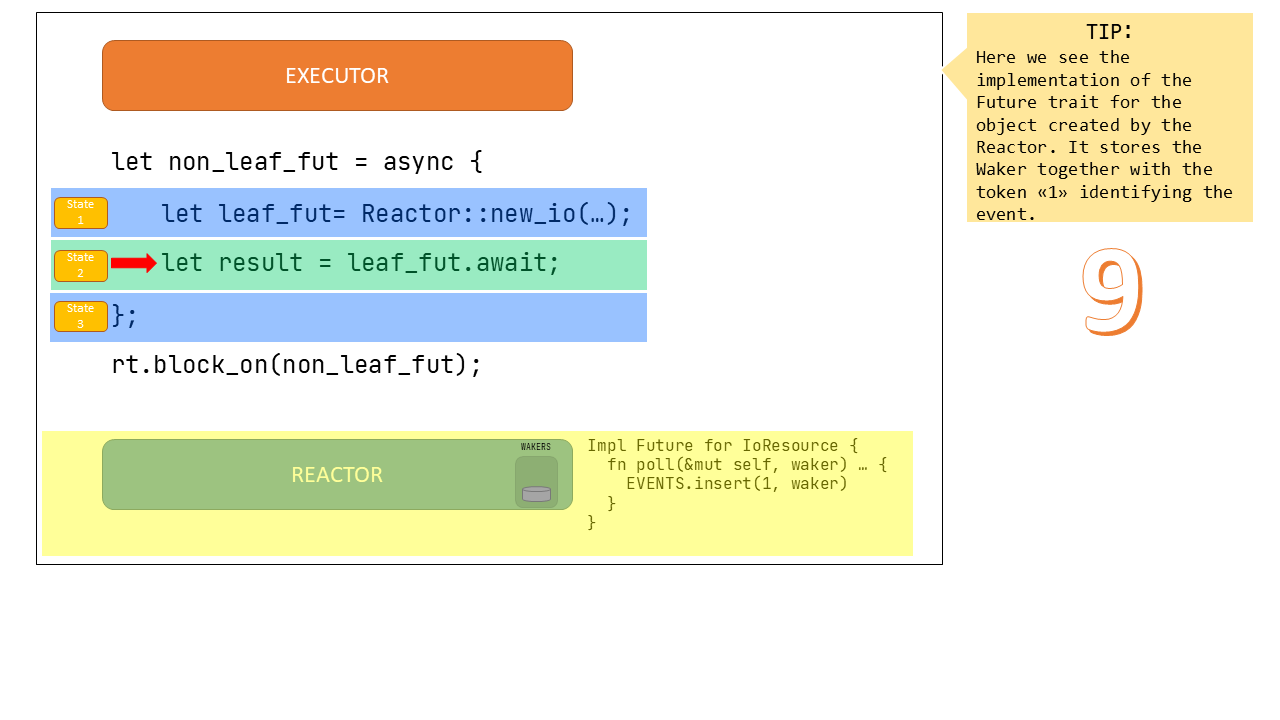 EXECUTOR
let non_leaf_fut = async {
State
1
let leaf_fut= Reactor::new_io(…);
State
2
let result = leaf_fut.await;
State
3
};
rt.block_on(non_leaf_fut);
REACTOR
WAKERS
Impl Future for IoResource {
fn poll(&mut self, waker) … {
EVENTS.insert(1, waker)
}
}
TIP:
Here we see the
implementation of the
Future trait for the
object created by the
Reactor. It stores the
Waker together with the
token «1» identifying the
event.
9